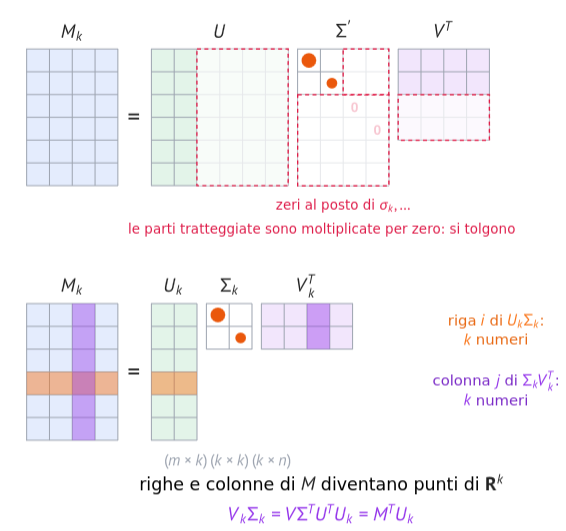 M_k U Σ′ V^T
=
0
0
zeri al posto di σ_k,...
le parti tratteggiate sono moltiplicate per zero: si tolgono
M_k U_k Σ_k V_k^T
=
riga i di U_kΣ_k:
k numeri
colonna j di Σ_kV_k^T:
k numeri
(m × k) (k × k) (k × n)
righe e colonne di M diventano punti di R^k
V_kΣ_k = VΣ^TU^TU_k = M^TU_k